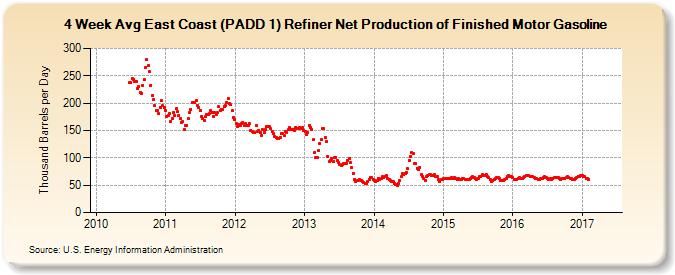 4 Week Avg East Coast (PADD 1) Refiner Net Production of Finished Motor Gasoline
Thousand Barrels per Day
300
250
200
150
100
50
0
2010 2011 2012 2013 2014 2015 2016 2017
Source: U.S. Energy Information Administration